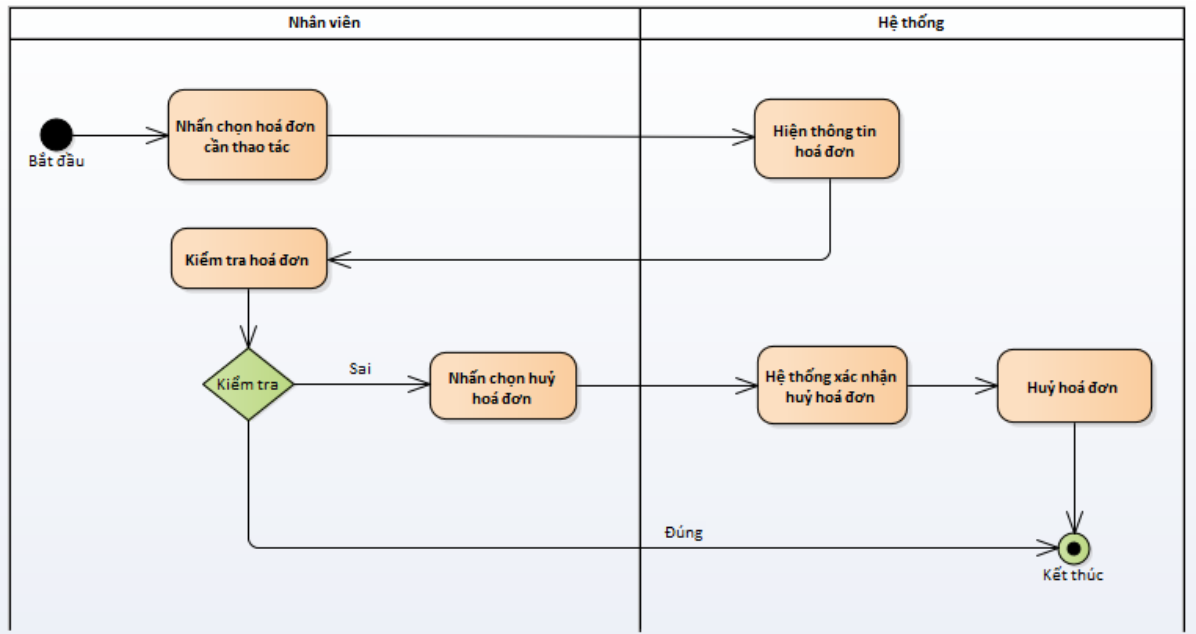 Nhân viên
Hệ thống
Bắt đầu
Nhấn chọn hoá đơn
cần thao tác
Hiện thông tin
hoá đơn
Kiểm tra hoá đơn
Kiểm tra
Sai
Nhấn chọn huỷ
hoá đơn
Hệ thống xác nhận
huỷ hoá đơn
Huỷ hoá đơn
Đúng
Kết thúc